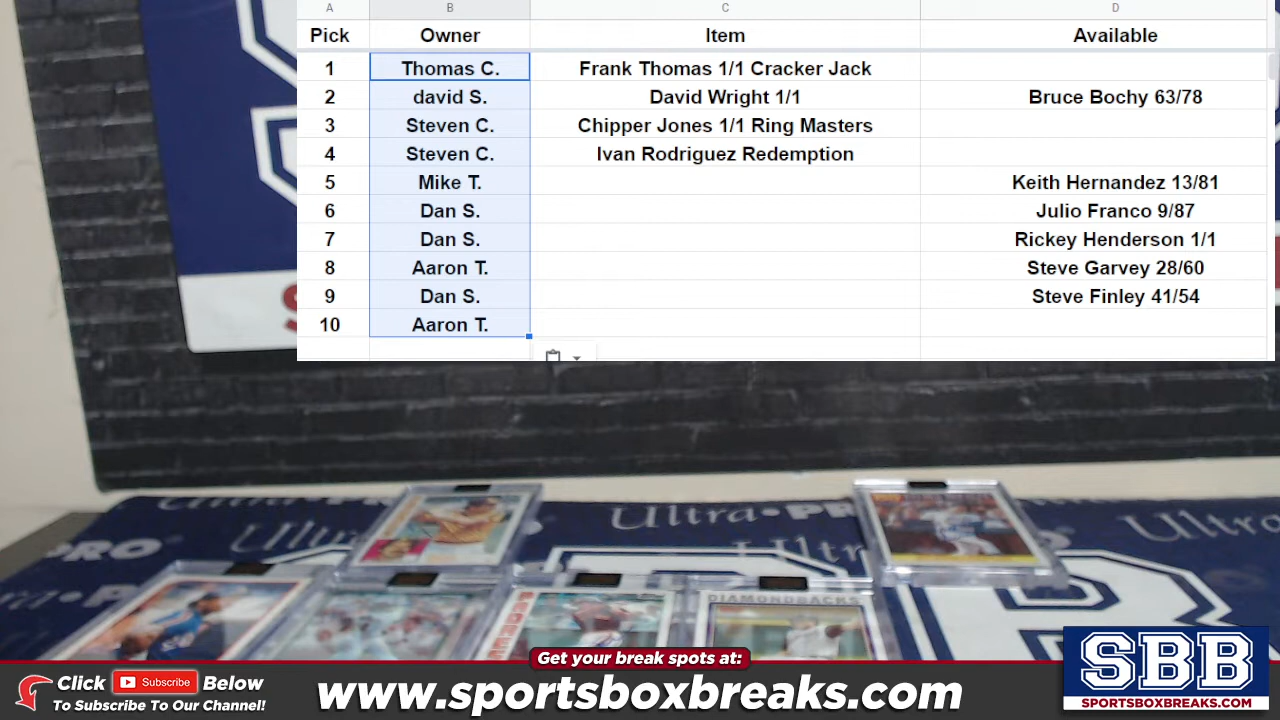 A B C D
Pick Owner Item Available
1 Thomas C. Frank Thomas 1/1 Cracker Jack
2 david S. David Wright 1/1 Bruce Bochy 63/78
3 Steven C. Chipper Jones 1/1 Ring Masters
4 Steven C. Ivan Rodriguez Redemption
5 Mike T. Keith Hernandez 13/81
6 Dan S. Julio Franco 9/87
7 Dan S. Rickey Henderson 1/1
8 Aaron T. Steve Garvey 28/60
9 Dan S. Steve Finley 41/54
10 Aaron T.
Ultra PRO
DIAMONDBACKS
Get your break spots at:
Click Subscribe Below
To Subscribe To Our Channel!
www.sportsboxbreaks.com
SBB
SPORTSBOXBREAKS.COM